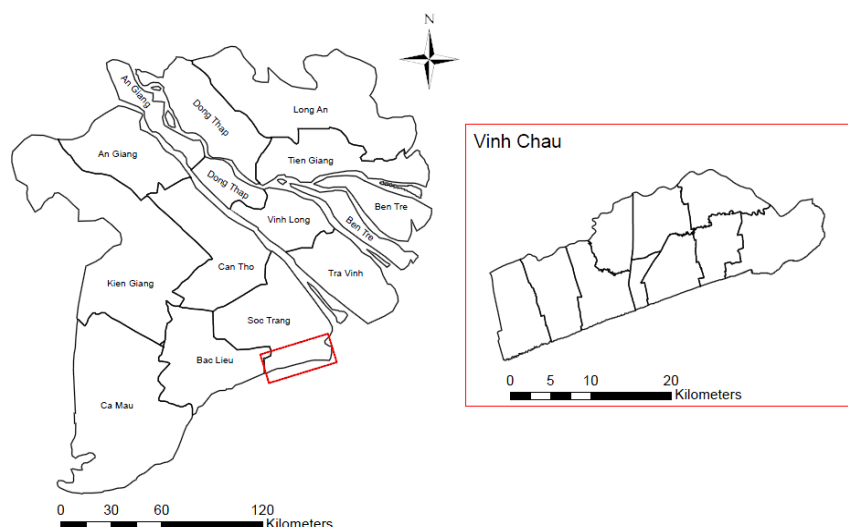 N
An Giang
Dong Thap
Long An
An Giang
Tien Giang
Dong Thap
Ben Tre
Vinh Long
Ben Tre
Can Tho
Tra Vinh
Kien Giang
Soc Trang
Bac Lieu
Ca Mau
0 30 60 120
Kilometers
Vinh Chau
0 5 10 20
Kilometers